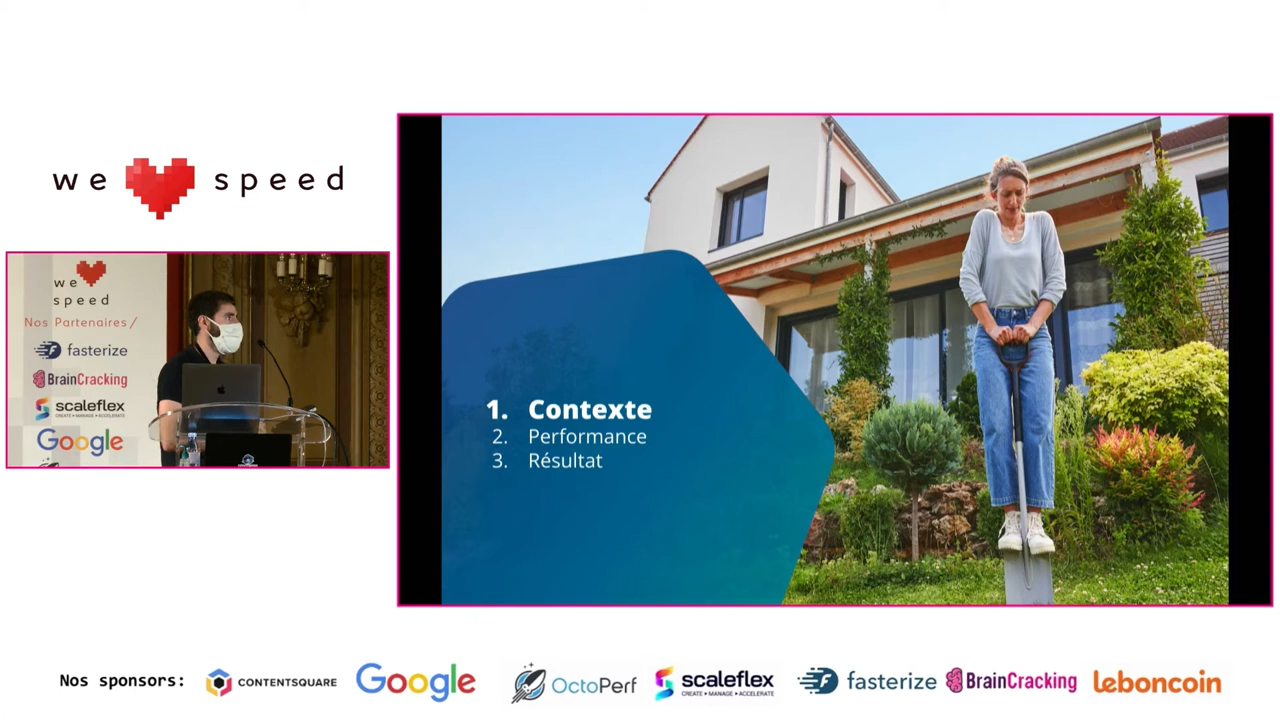 we speed
we
speed
Nos Partenaires/
fasterize
BrainCracking
scaleflex
CREATE • MANAGE • ACCELERATE
Google
1. Contexte
2. Performance
3. Résultat
Nos sponsors:
CONTENTSQUARE
Google
OctoPerf
scaleflex
CREATE • MANAGE • ACCELERATE
fasterize
BrainCracking
leboncoin